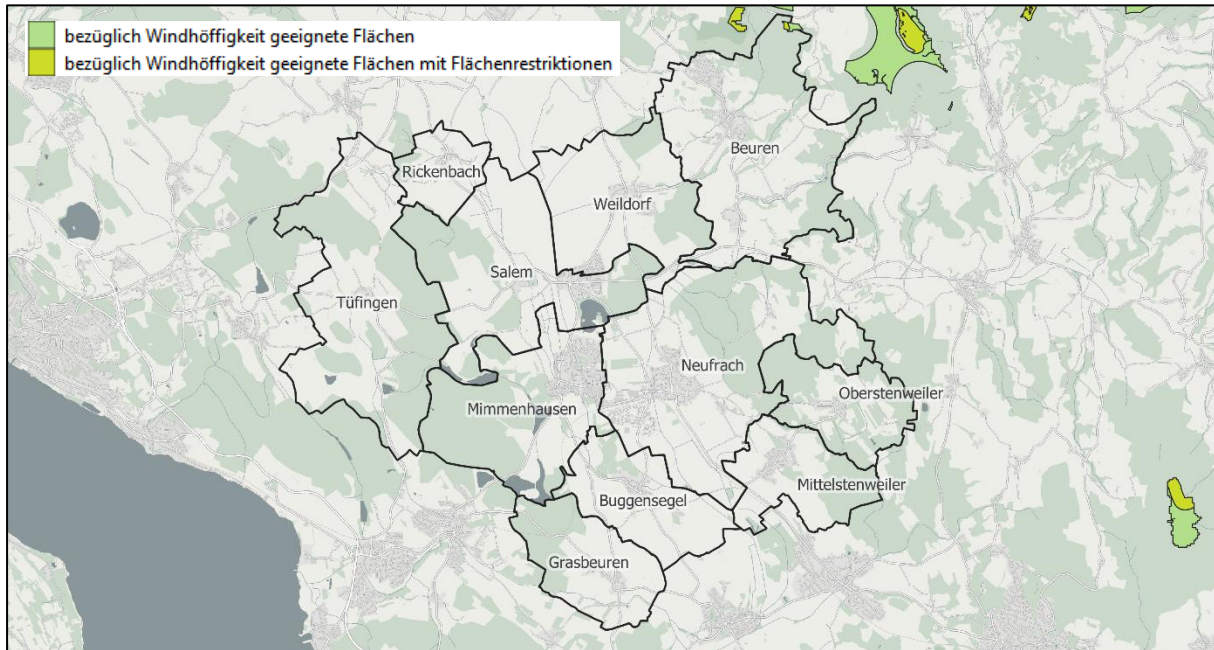 bezüglich Windhöffigkeit geeignete Flächen
bezüglich Windhöffigkeit geeignete Flächen mit Flächenrestriktionen
Beuren
Rickenbach
Weildorf
Salem
Tüfingen
Neufrach
Oberstenweiler
Mimmenhausen
Mittelstenweiler
Buggensegel
Grasbeuren